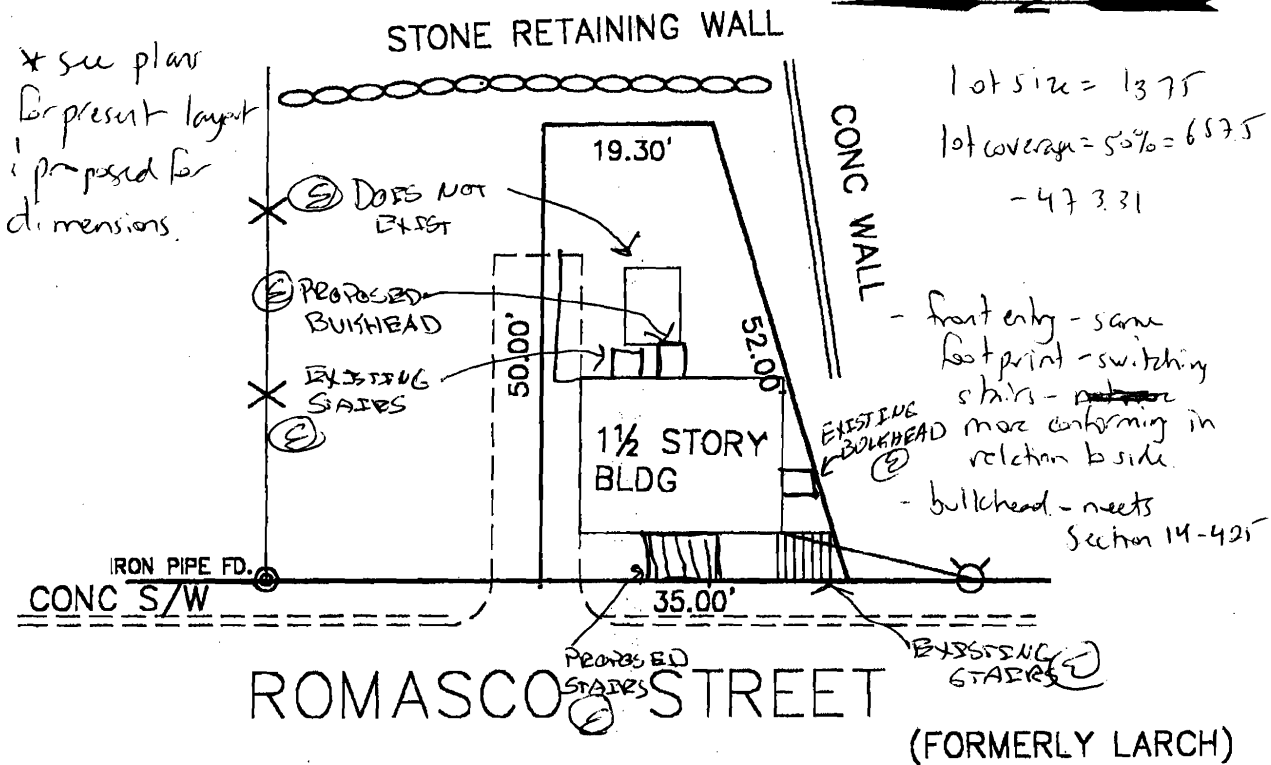 STONE RETAINING WALL
* see plans
for present layout
& proposed for
dimensions.
lot size = 1375
lot coverage = 50% = 687.5
- 473.31
CONC WALL
19.30'
DOES NOT
EXIST
E PROPOSED
BULKHEAD
EXISTING
STAIRS
E
50.00'
52.00'
1½ STORY
BLDG
EXISTING
BULKHEAD
E
- front entry - same
footprint - switching
stairs -
more conforming in
relation to side.
- bulkhead - meets
Section 14-425
IRON PIPE FD.
CONC S/W
35.00'
PROPOSED
STAIRS
E
EXISTING
STAIRS E
ROMASCO STREET
(FORMERLY LARCH)